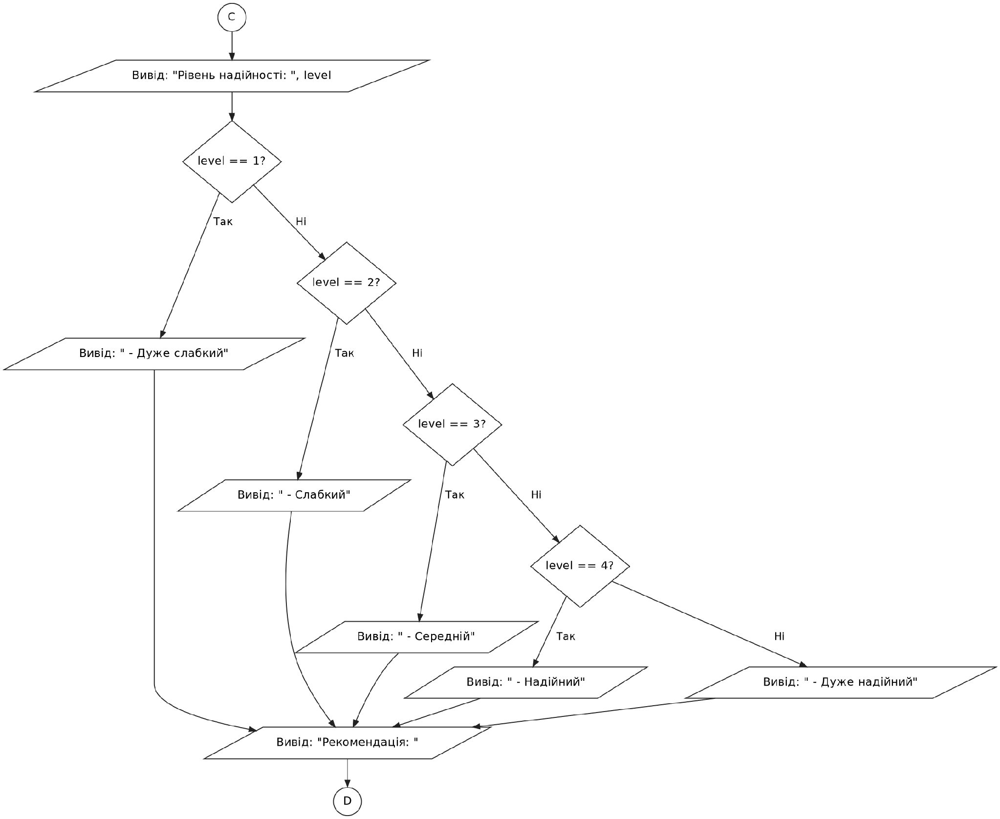 C
Вивід: "Рівень надійності: ", level
level == 1?
Так
Ні
level == 2?
Вивід: " - Дуже слабкий"
Так
Ні
level == 3?
Вивід: " - Слабкий"
Так
Ні
level == 4?
Вивід: " - Середній"
Так
Ні
Вивід: " - Надійний"
Вивід: " - Дуже надійний"
Вивід: "Рекомендація: "
D